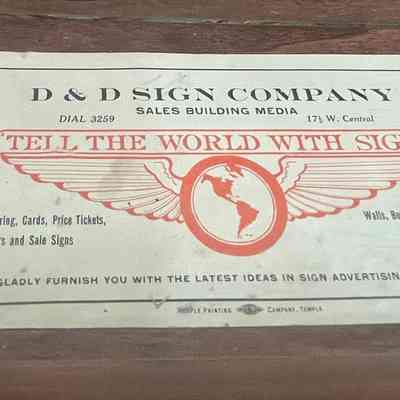 D & D SIGN COMPANY
SALES BUILDING MEDIA
DIAL 3259
17½ W. Central
"TELL THE WORLD WITH SIG
ring, Cards, Price Tickets,
rs and Sale Signs
Walls, Bu
GLADLY FURNISH YOU WITH THE LATEST IDEAS IN SIGN ADVERTISIN
PRINTING COMPANY, TEMPLE